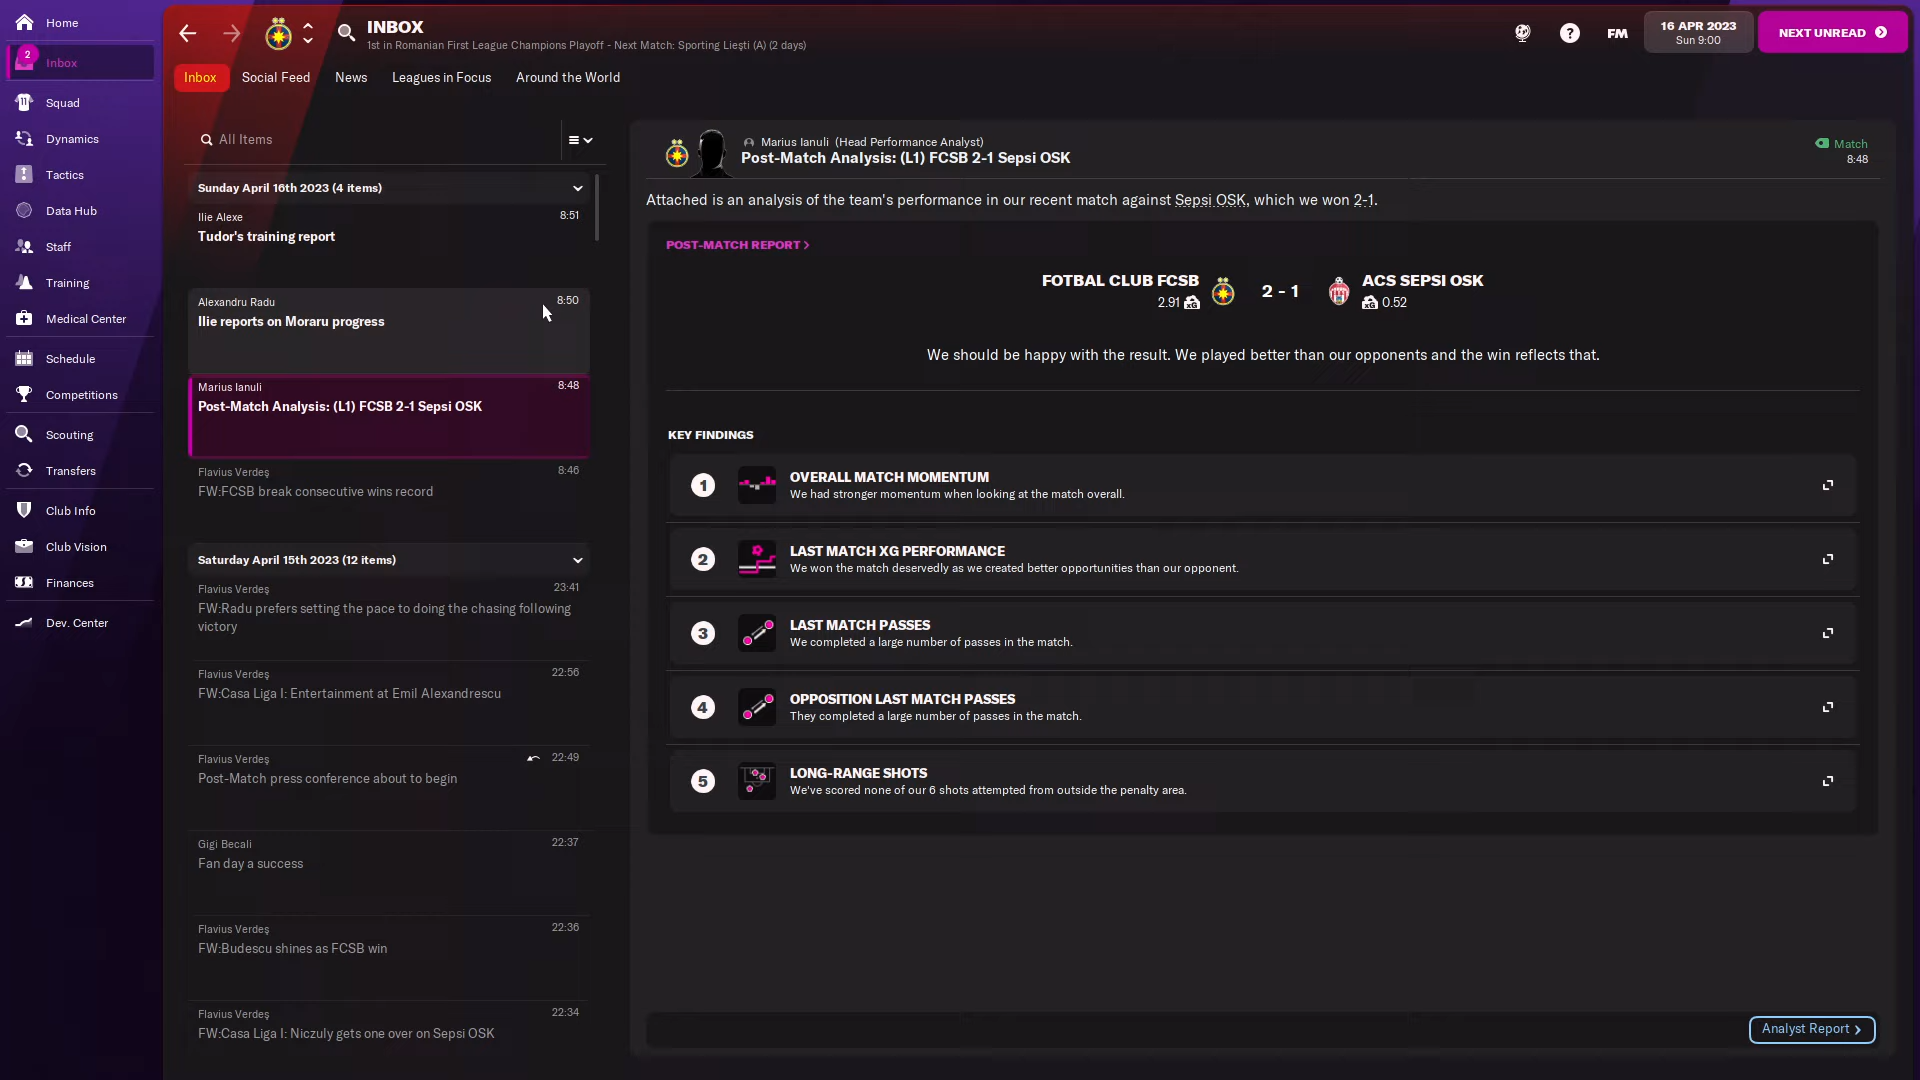 Home
2
Inbox
Squad
Dynamics
Tactics
Data Hub
Staff
Training
Medical Center
Schedule
Competitions
Scouting
Transfers
Club Info
Club Vision
Finances
Dev. Center
INBOX
1st in Romanian First League Champions Playoff - Next Match: Sporting Liești (A) (2 days)
FM
16 APR 2023
Sun 9:00
NEXT UNREAD
Inbox
Social Feed
News
Leagues in Focus
Around the World
All Items
Sunday April 16th 2023 (4 items)
Ilie Alexe 8:51
Tudor's training report
Alexandru Radu 8:50
Ilie reports on Moraru progress
Marius Ianuli 8:48
Post-Match Analysis: (L1) FCSB 2-1 Sepsi OSK
Flavius Verdeş 8:46
FW:FCSB break consecutive wins record
Saturday April 15th 2023 (12 items)
Flavius Verdeş 23:41
FW:Radu prefers setting the pace to doing the chasing following
victory
Flavius Verdeş 22:56
FW:Casa Liga I: Entertainment at Emil Alexandrescu
Flavius Verdeş 22:49
Post-Match press conference about to begin
Gigi Becali 22:37
Fan day a success
Flavius Verdeş 22:36
FW:Budescu shines as FCSB win
Flavius Verdeş 22:34
FW:Casa Liga I: Niczuly gets one over on Sepsi OSK
Marius Ianuli (Head Performance Analyst)
Post-Match Analysis: (L1) FCSB 2-1 Sepsi OSK
Match
8:48
Attached is an analysis of the team's performance in our recent match against Sepsi OSK, which we won 2-1.
POST-MATCH REPORT >
FOTBAL CLUB FCSB
2.91 xG
2 - 1
ACS SEPSI OSK
xG 0.52
We should be happy with the result. We played better than our opponents and the win reflects that.
KEY FINDINGS
1
OVERALL MATCH MOMENTUM
We had stronger momentum when looking at the match overall.
2
LAST MATCH XG PERFORMANCE
We won the match deservedly as we created better opportunities than our opponent.
3
LAST MATCH PASSES
We completed a large number of passes in the match.
4
OPPOSITION LAST MATCH PASSES
They completed a large number of passes in the match.
5
LONG-RANGE SHOTS
We've scored none of our 6 shots attempted from outside the penalty area.
Analyst Report >